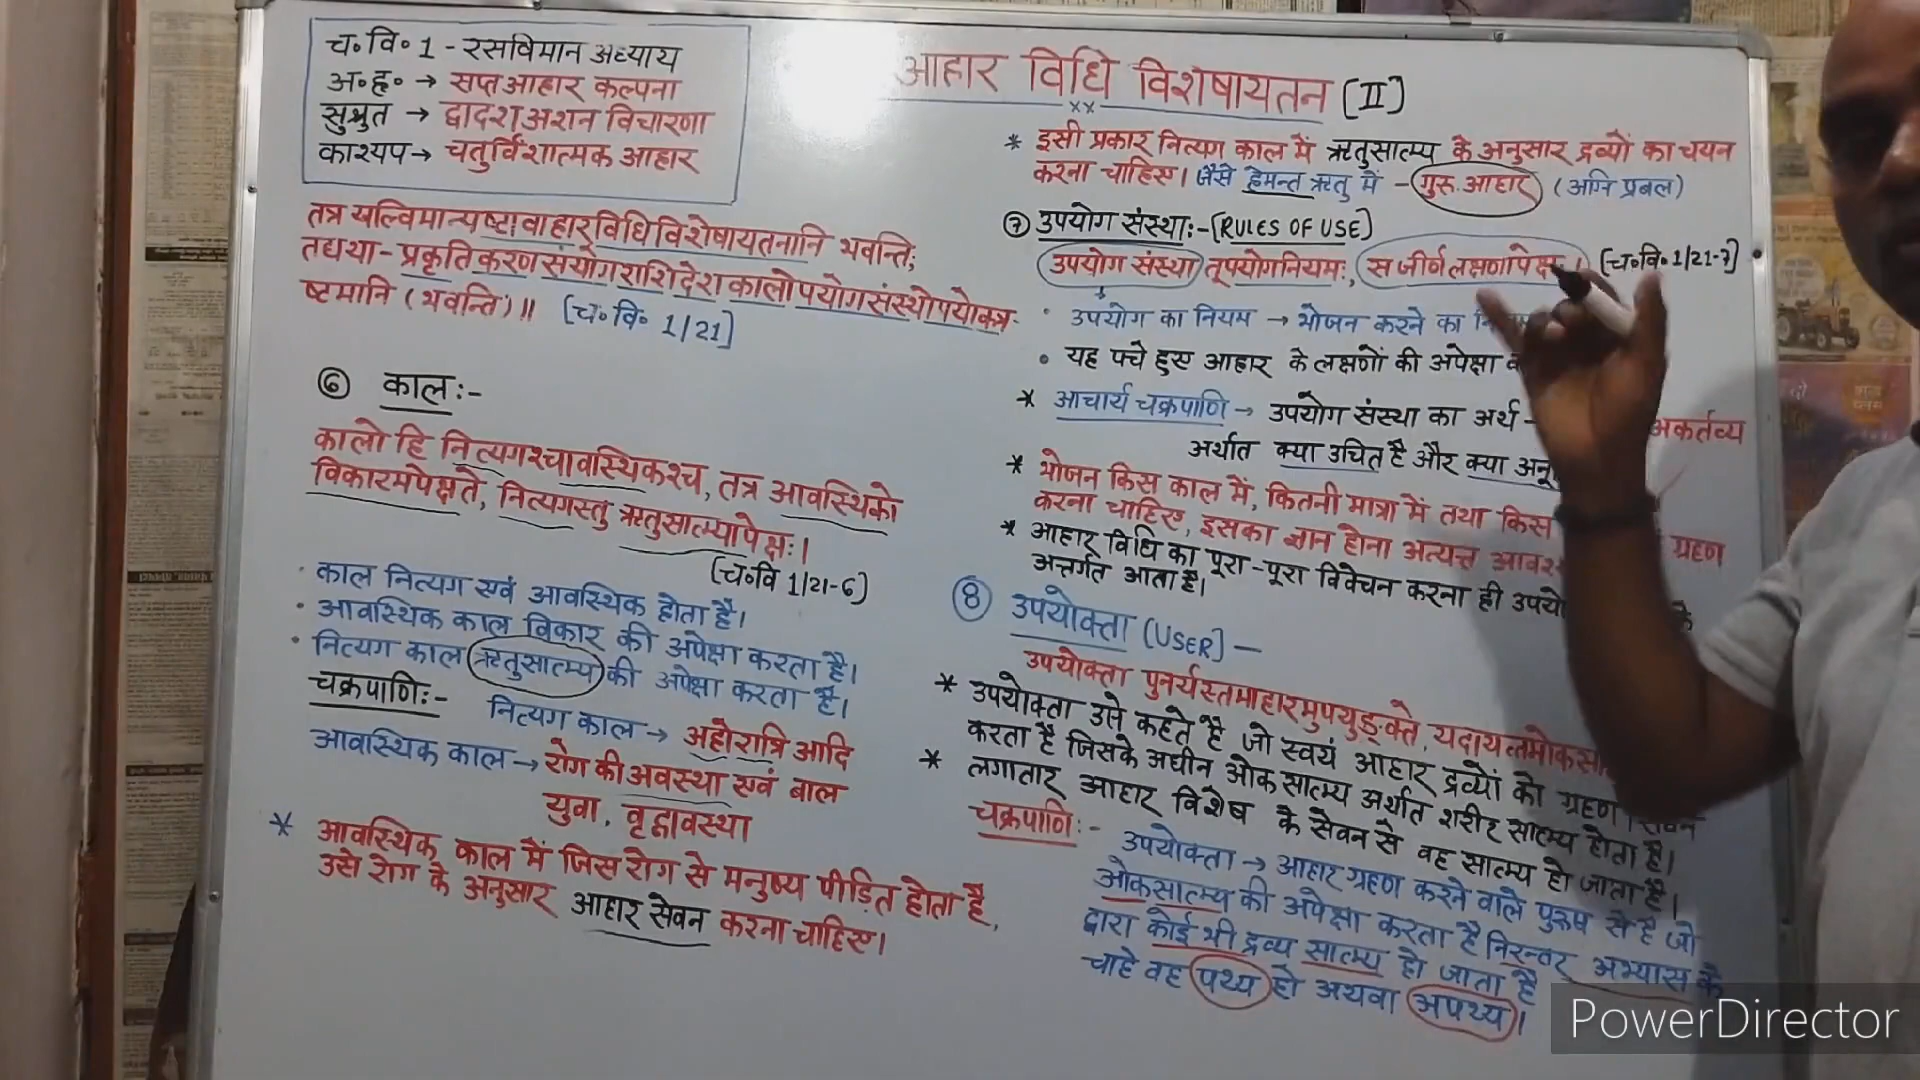 च॰वि॰ 1 - रसविमान अध्याय
अ॰हृ॰ → सप्त आहार कल्पना
सुश्रुत → द्वादश अशन विचारणा
काश्यप → चतुर्विंशात्मक आहार
आहार विधि विशेषायतन [II]
तत्र खल्विमान्यष्टावाहारविधिविशेषायतनानि भवन्ति;
तद्यथा - प्रकृतिकरणसंयोगराशिदेशकालोपयोगसंस्थोपयोक्त्र-
ष्टमानि (भवन्ति)॥ [च॰वि॰ 1/21]
⑥ काल:-
कालो हि नित्यगश्चावस्थिकश्च, तत्र आवस्थिको
विकारमपेक्षते, नित्यगस्तु ऋतुसात्म्यापेक्षः।
[च॰वि 1/21-6]
· काल नित्यग एवं आवस्थिक होता है।
· आवस्थिक काल विकार की अपेक्षा करता है।
· नित्यग काल ऋतुसात्म्य की अपेक्षा करता है।
चक्रपाणि:-
नित्यग काल → अहोरात्रि आदि
आवास्थिक काल → रोग की अवस्था एवं बाल
युवा, वृद्धावस्था
* आवस्थिक काल में जिस रोग से मनुष्य पीड़ित होता है,
उसे रोग के अनुसार आहार सेवन करना चाहिए।
* इसी प्रकार नित्यग काल में ऋतुसात्म्य के अनुसार द्रव्यों का चयन
करना चाहिए। जैसे हेमन्त ऋतु में - गुरू आहार (अग्नि प्रबल)
⑦ उपयोग संस्था:- [RULES OF USE]
उपयोग संस्था तूपयोगनियमः, स जीर्णलक्षणापेक्षः। [च॰वि॰ 1/21-7]
· उपयोग का नियम → भोजन करने का
• यह पचे हुए आहार के लक्षणों की अपेक्षा
* आचार्य चक्रपाणि → उपयोग संस्था का अर्थ - अकर्तव्य
अर्थात क्या उचित है और क्या
* भोजन किस काल में, कितनी मात्रा में तथा किस ग्रहण
करना चाहिए, इसका ज्ञान होना अत्यन्त
* आहार विधि का पूरा-पूरा विवेचन करना ही के
अन्तर्गत आता है।
⑧ उपयोक्ता (USER] —
उपयोक्ता पुनर्यस्तमाहारमुपयुङ्क्ते, यदायत्तमोकसा
* उपयोक्ता उसे कहते है जो स्वयं आहार द्रव्यों को ग्रहण
करता है जिसके अधीन ओक सात्म्य अर्थात शरीर सात्म्य होता है।
* लगातार आहार विशेष के सेवन से वह सात्म्य हो जाता है।
चक्रपाणि:-
उपयोक्ता → आहार ग्रहण करने वाले पुरूष से है जो
ओकसात्म्य की अपेक्षा करता है निरन्तर अभ्यास के
द्वारा कोई भी द्रव्य सात्म्य हो जाता है
चाहे वह पथ्य हो अथवा अपथ्य।
PowerDirector